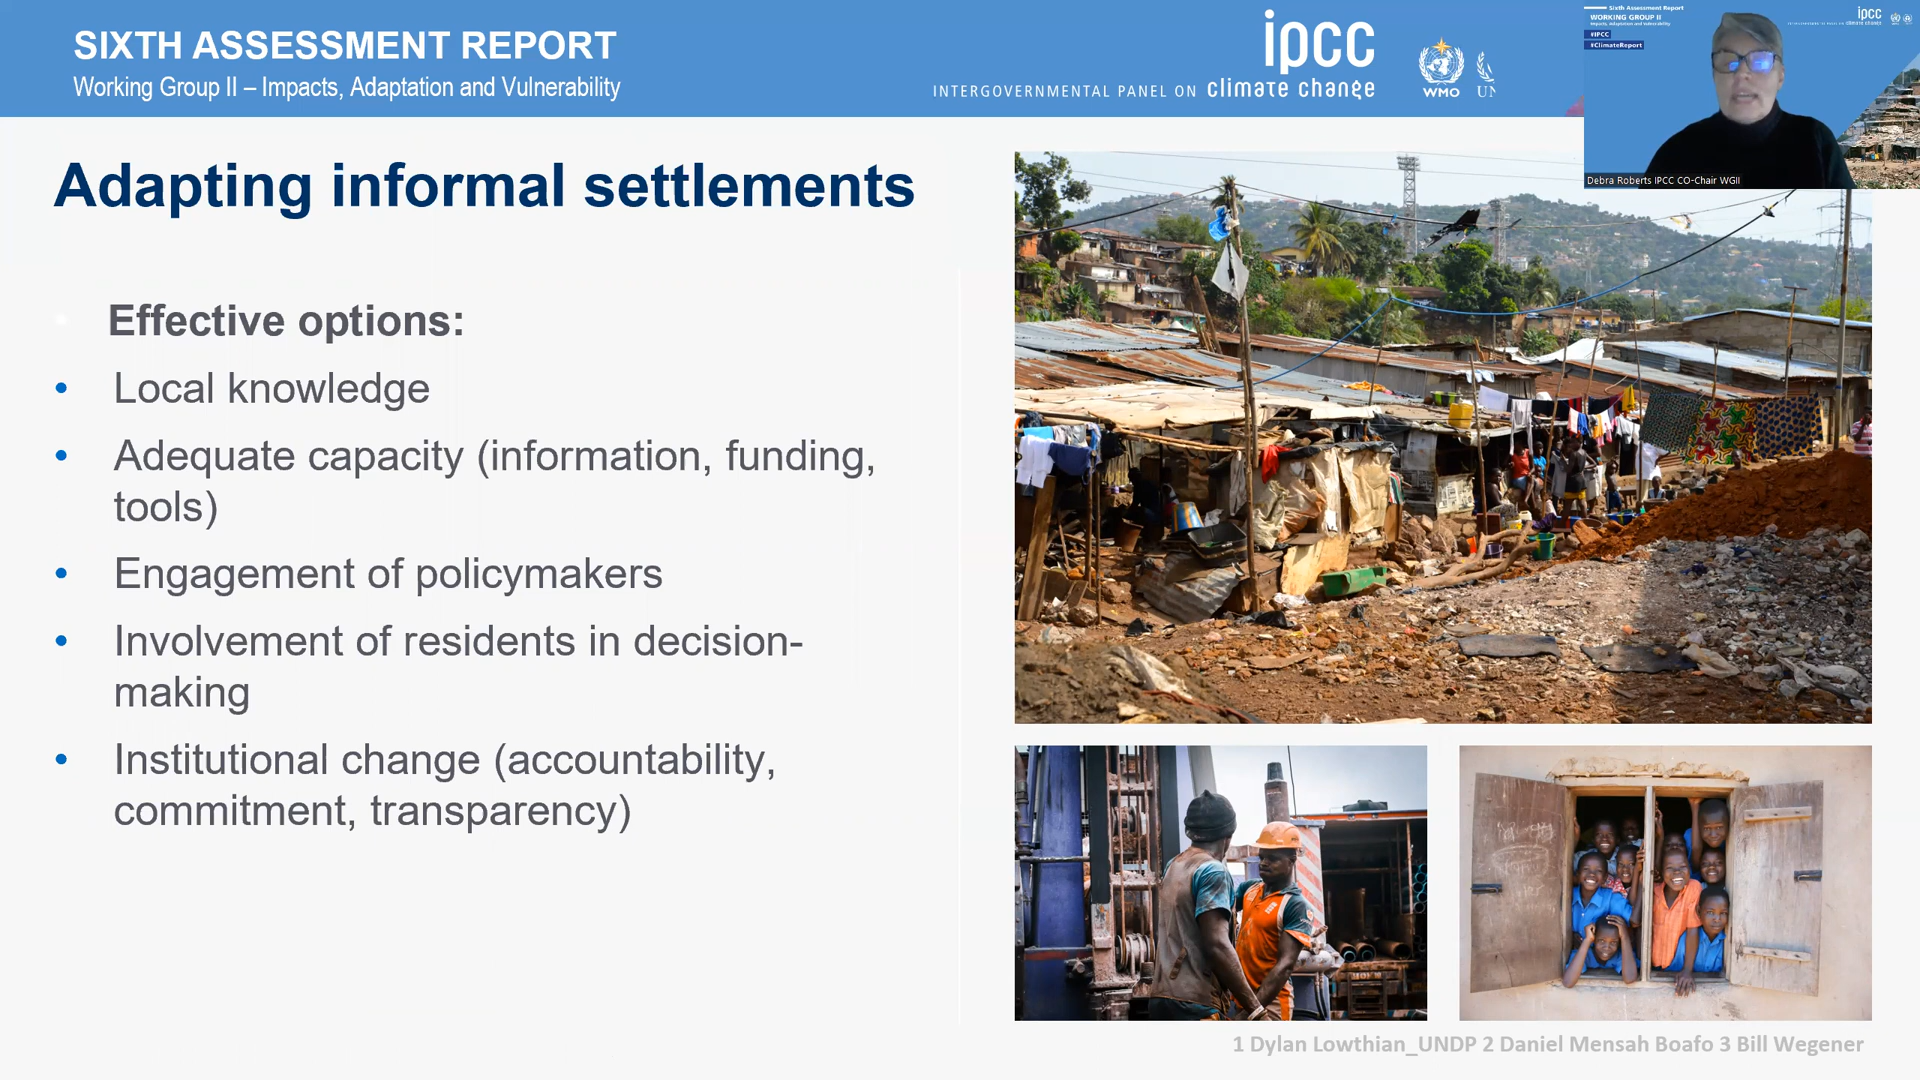 SIXTH ASSESSMENT REPORT
Working Group II – Impacts, Adaptation and Vulnerability
INTERGOVERNMENTAL PANEL ON climate change
ipcc
WMO
UN
Sixth Assessment Report
WORKING GROUP II
Impacts, Adaptation and Vulnerability
#IPCC
#ClimateReport
ipcc
climate change
Debra Roberts IPCC CO-Chair WGII
Adapting informal settlements
Effective options:
• Local knowledge
• Adequate capacity (information, funding,
tools)
• Engagement of policymakers
• Involvement of residents in decision-
making
• Institutional change (accountability,
commitment, transparency)
1 Dylan Lowthian_UNDP 2 Daniel Mensah Boafo 3 Bill Wegener